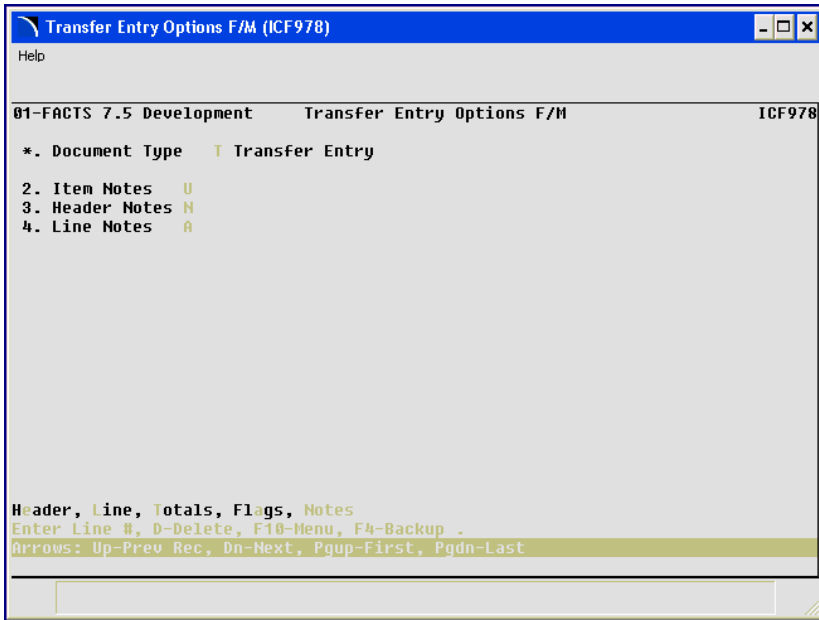 Transfer Entry Options F/M (ICF978)
Help
01-FACTS 7.5 Development Transfer Entry Options F/M ICF978
*. Document Type T Transfer Entry
2. Item Notes U
3. Header Notes N
4. Line Notes A
Header, Line, Totals, Flags, Notes
Enter Line #, D-Delete, F10-Menu, F4-Backup .
Arrows: Up-Prev Rec, Dn-Next, Pgup-First, Pgdn-Last